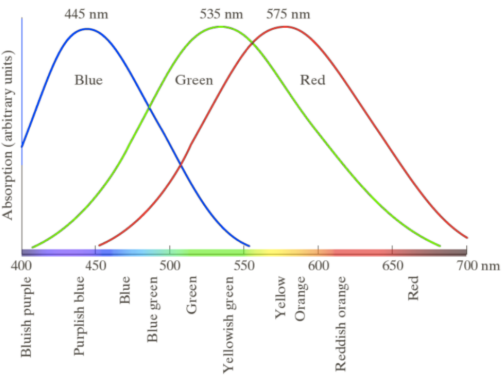 445 nm
535 nm
575 nm
Blue
Green
Red
Absorption (arbitrary units)
400
450
500
550
600
650
700 nm
Bluish purple
Purplish blue
Blue
Blue green
Green
Yellowish green
Yellow
Orange
Reddish orange
Red